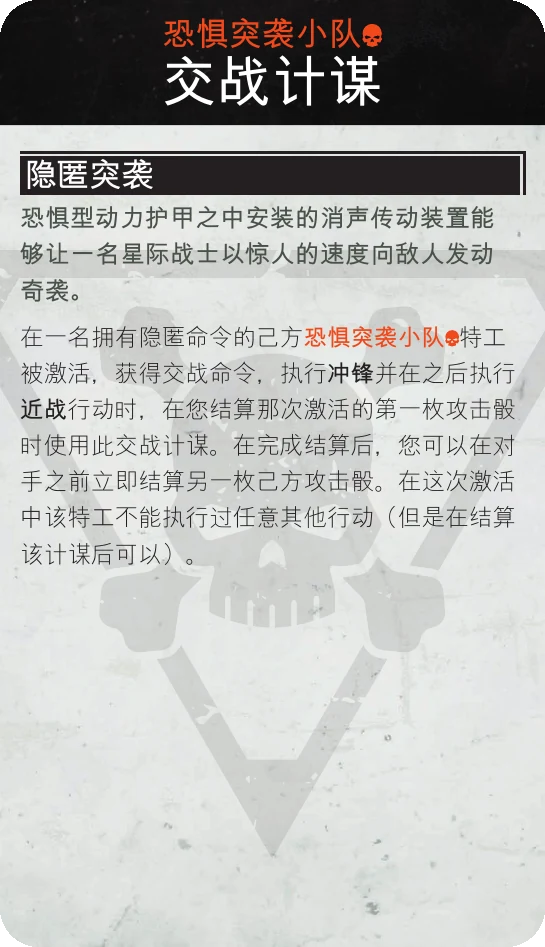 恐惧突袭小队
交战计谋
隐匿突袭
恐惧型动力护甲之中安装的消声传动装置能
够让一名星际战士以惊人的速度向敌人发动
奇袭。
在一名拥有隐匿命令的己方恐惧突袭小队特工
被激活，获得交战命令，执行冲锋并在之后执行
近战行动时，在您结算那次激活的第一枚攻击骰
时使用此交战计谋。在完成结算后，您可以在对
手之前立即结算另一枚己方攻击骰。在这次激活
中该特工不能执行过任意其他行动（但是在结算
该计谋后可以）。